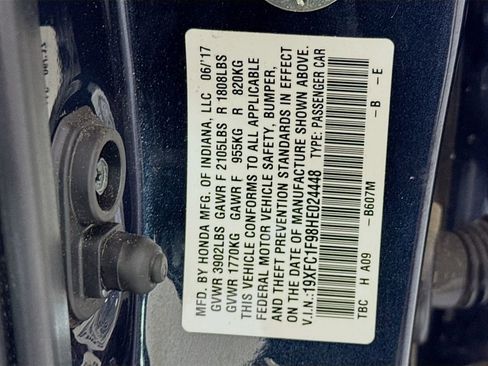 MFD. BY HONDA MFG. OF INDIANA, LLC 06/17
GVWR 3902LBS GAWR F 2105LBS R 1808LBS
GVWR 1770KG GAWR F 955KG R 820KG
THIS VEHICLE CONFORMS TO ALL APPLICABLE
FEDERAL MOTOR VEHICLE SAFETY, BUMPER,
AND THEFT PREVENTION STANDARDS IN EFFECT
ON THE DATE OF MANUFACTURE SHOWN ABOVE.
V.I.N.:19XFC1F98HE024448 TYPE: PASSENGER CAR
TBC H A09 -B607M -B -E